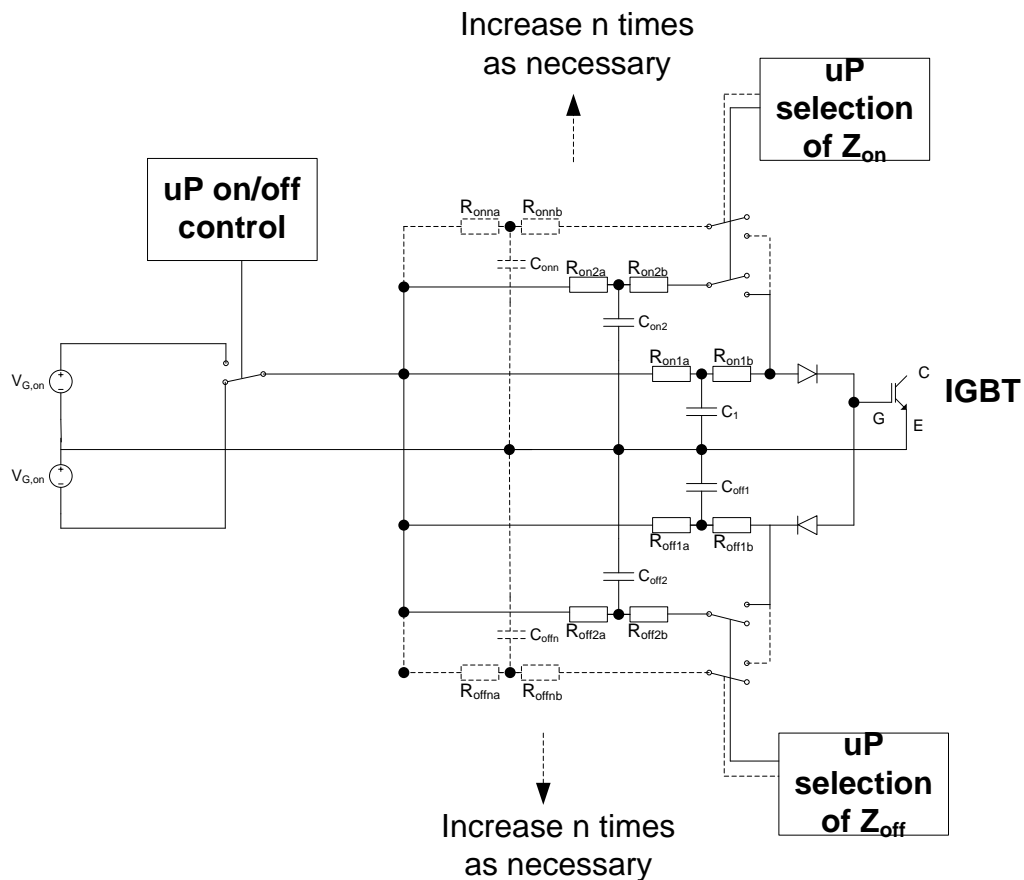 Increase n times
as necessary
uP
selection
of Zon
uP on/off
control
Ronna
Ronnb
Conn
Ron2a
Ron2b
Con2
VG,on
Ron1a
Ron1b
C1
C
IGBT
G
E
VG,on
Coff1
Roff1a
Roff1b
Coff2
Roff2a
Roff2b
Coffn
Roffna
Roffnb
uP
selection
of Zoff
Increase n times
as necessary